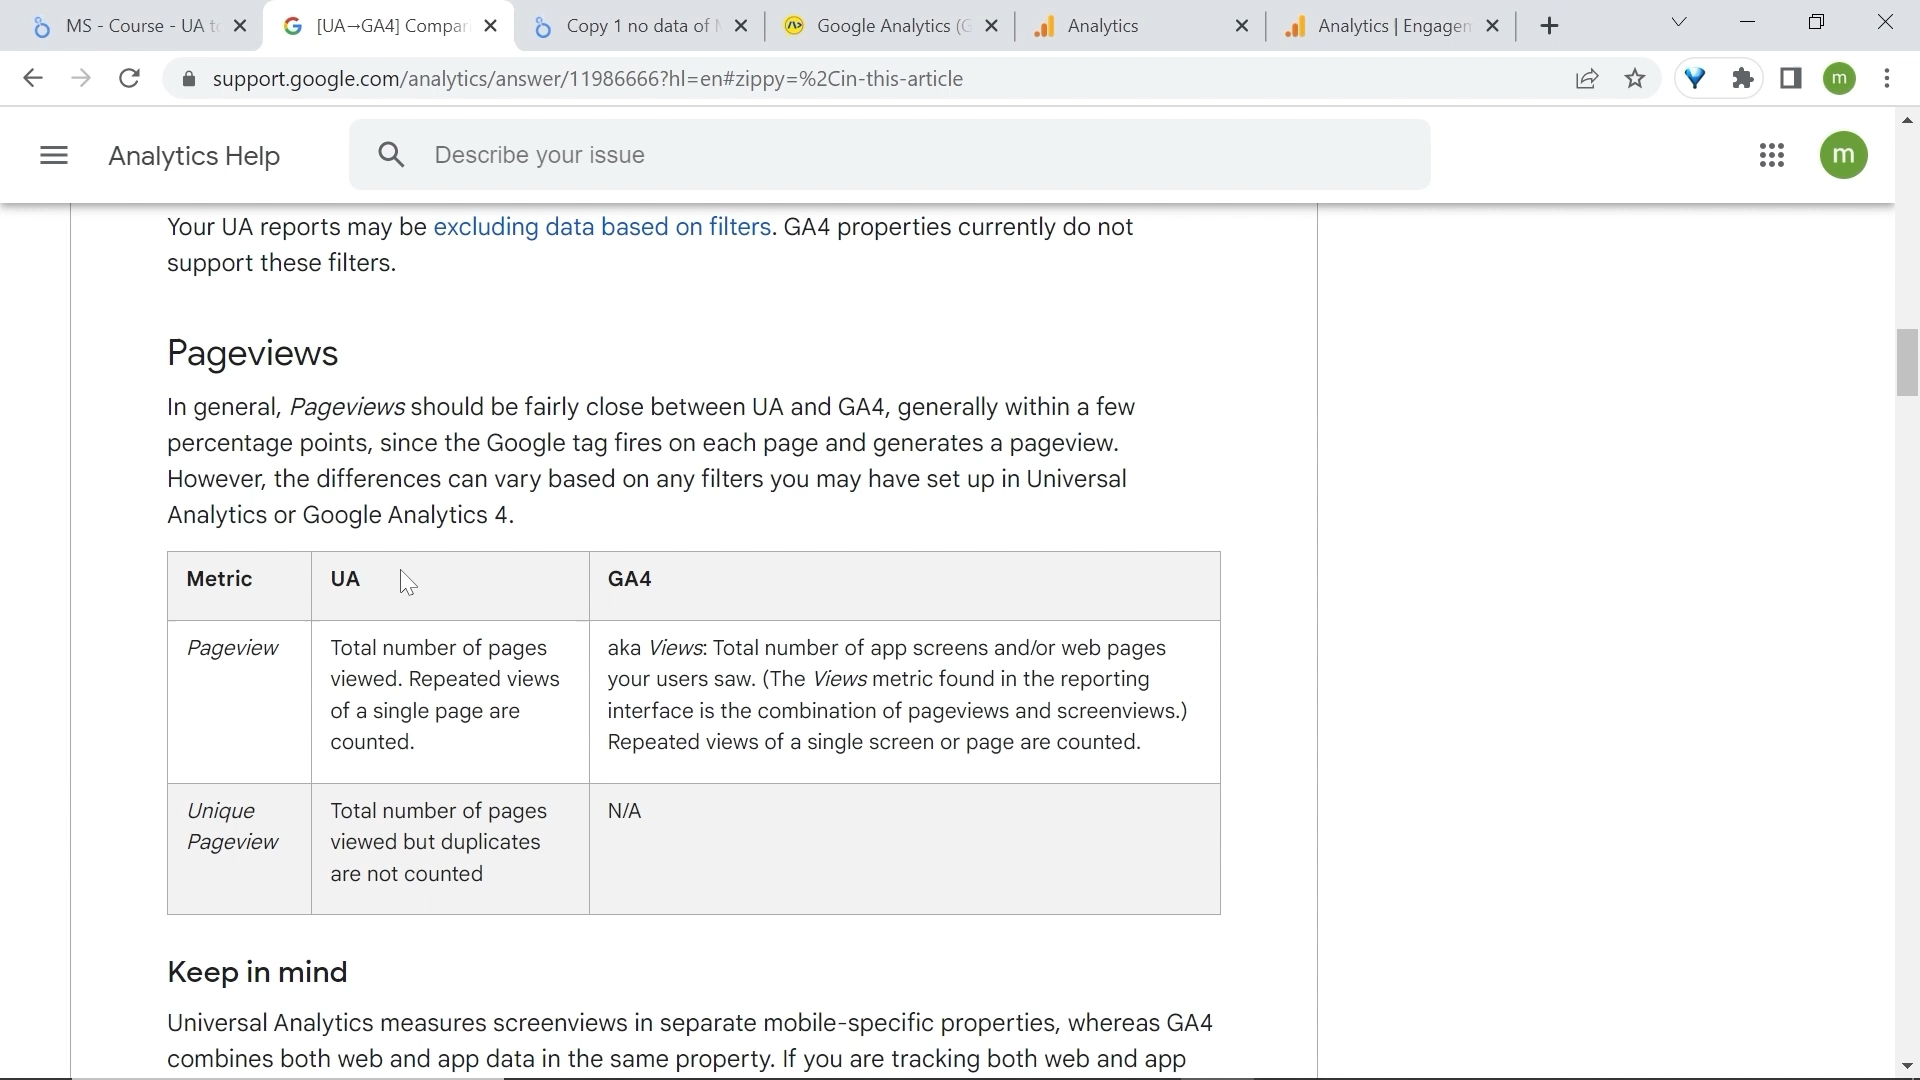 MS - Course - UA to
[UA→GA4] Compar
Copy 1 no data of
Google Analytics (G
Analytics
Analytics | Engagem
support.google.com/analytics/answer/11986666?hl=en#zippy=%2Cin-this-article
m
Analytics Help
Describe your issue
m
Your UA reports may be excluding data based on filters. GA4 properties currently do not
support these filters.
Pageviews
In general, Pageviews should be fairly close between UA and GA4, generally within a few
percentage points, since the Google tag fires on each page and generates a pageview.
However, the differences can vary based on any filters you may have set up in Universal
Analytics or Google Analytics 4.
Metric
UA
GA4
Pageview
Total number of pages
viewed. Repeated views
of a single page are
counted.
aka Views: Total number of app screens and/or web pages
your users saw. (The Views metric found in the reporting
interface is the combination of pageviews and screenviews.)
Repeated views of a single screen or page are counted.
Unique
Pageview
Total number of pages
viewed but duplicates
are not counted
N/A
Keep in mind
Universal Analytics measures screenviews in separate mobile-specific properties, whereas GA4
combines both web and app data in the same property. If you are tracking both web and app